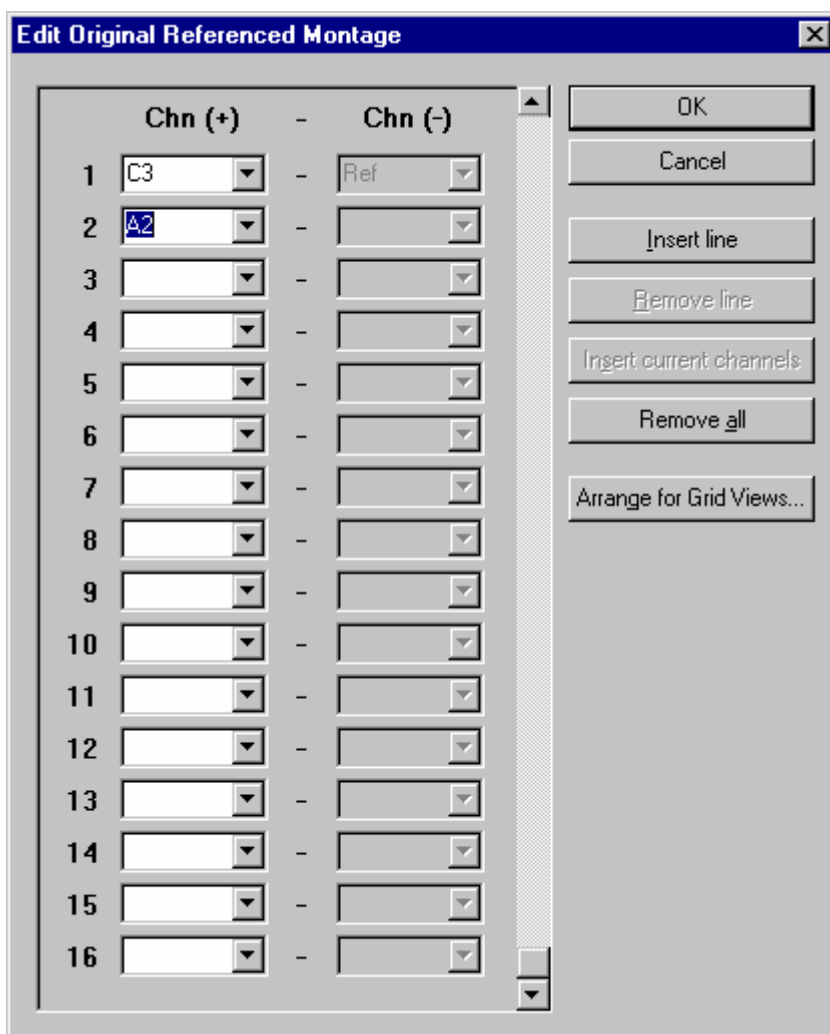 Edit Original Referenced Montage
Chn (+) - Chn (-)
1 C3 - Ref
2 A2 -
3 -
4 -
5 -
6 -
7 -
8 -
9 -
10 -
11 -
12 -
13 -
14 -
15 -
16 -
OK
Cancel
Insert line
Remove line
Insert current channels
Remove all
Arrange for Grid Views...